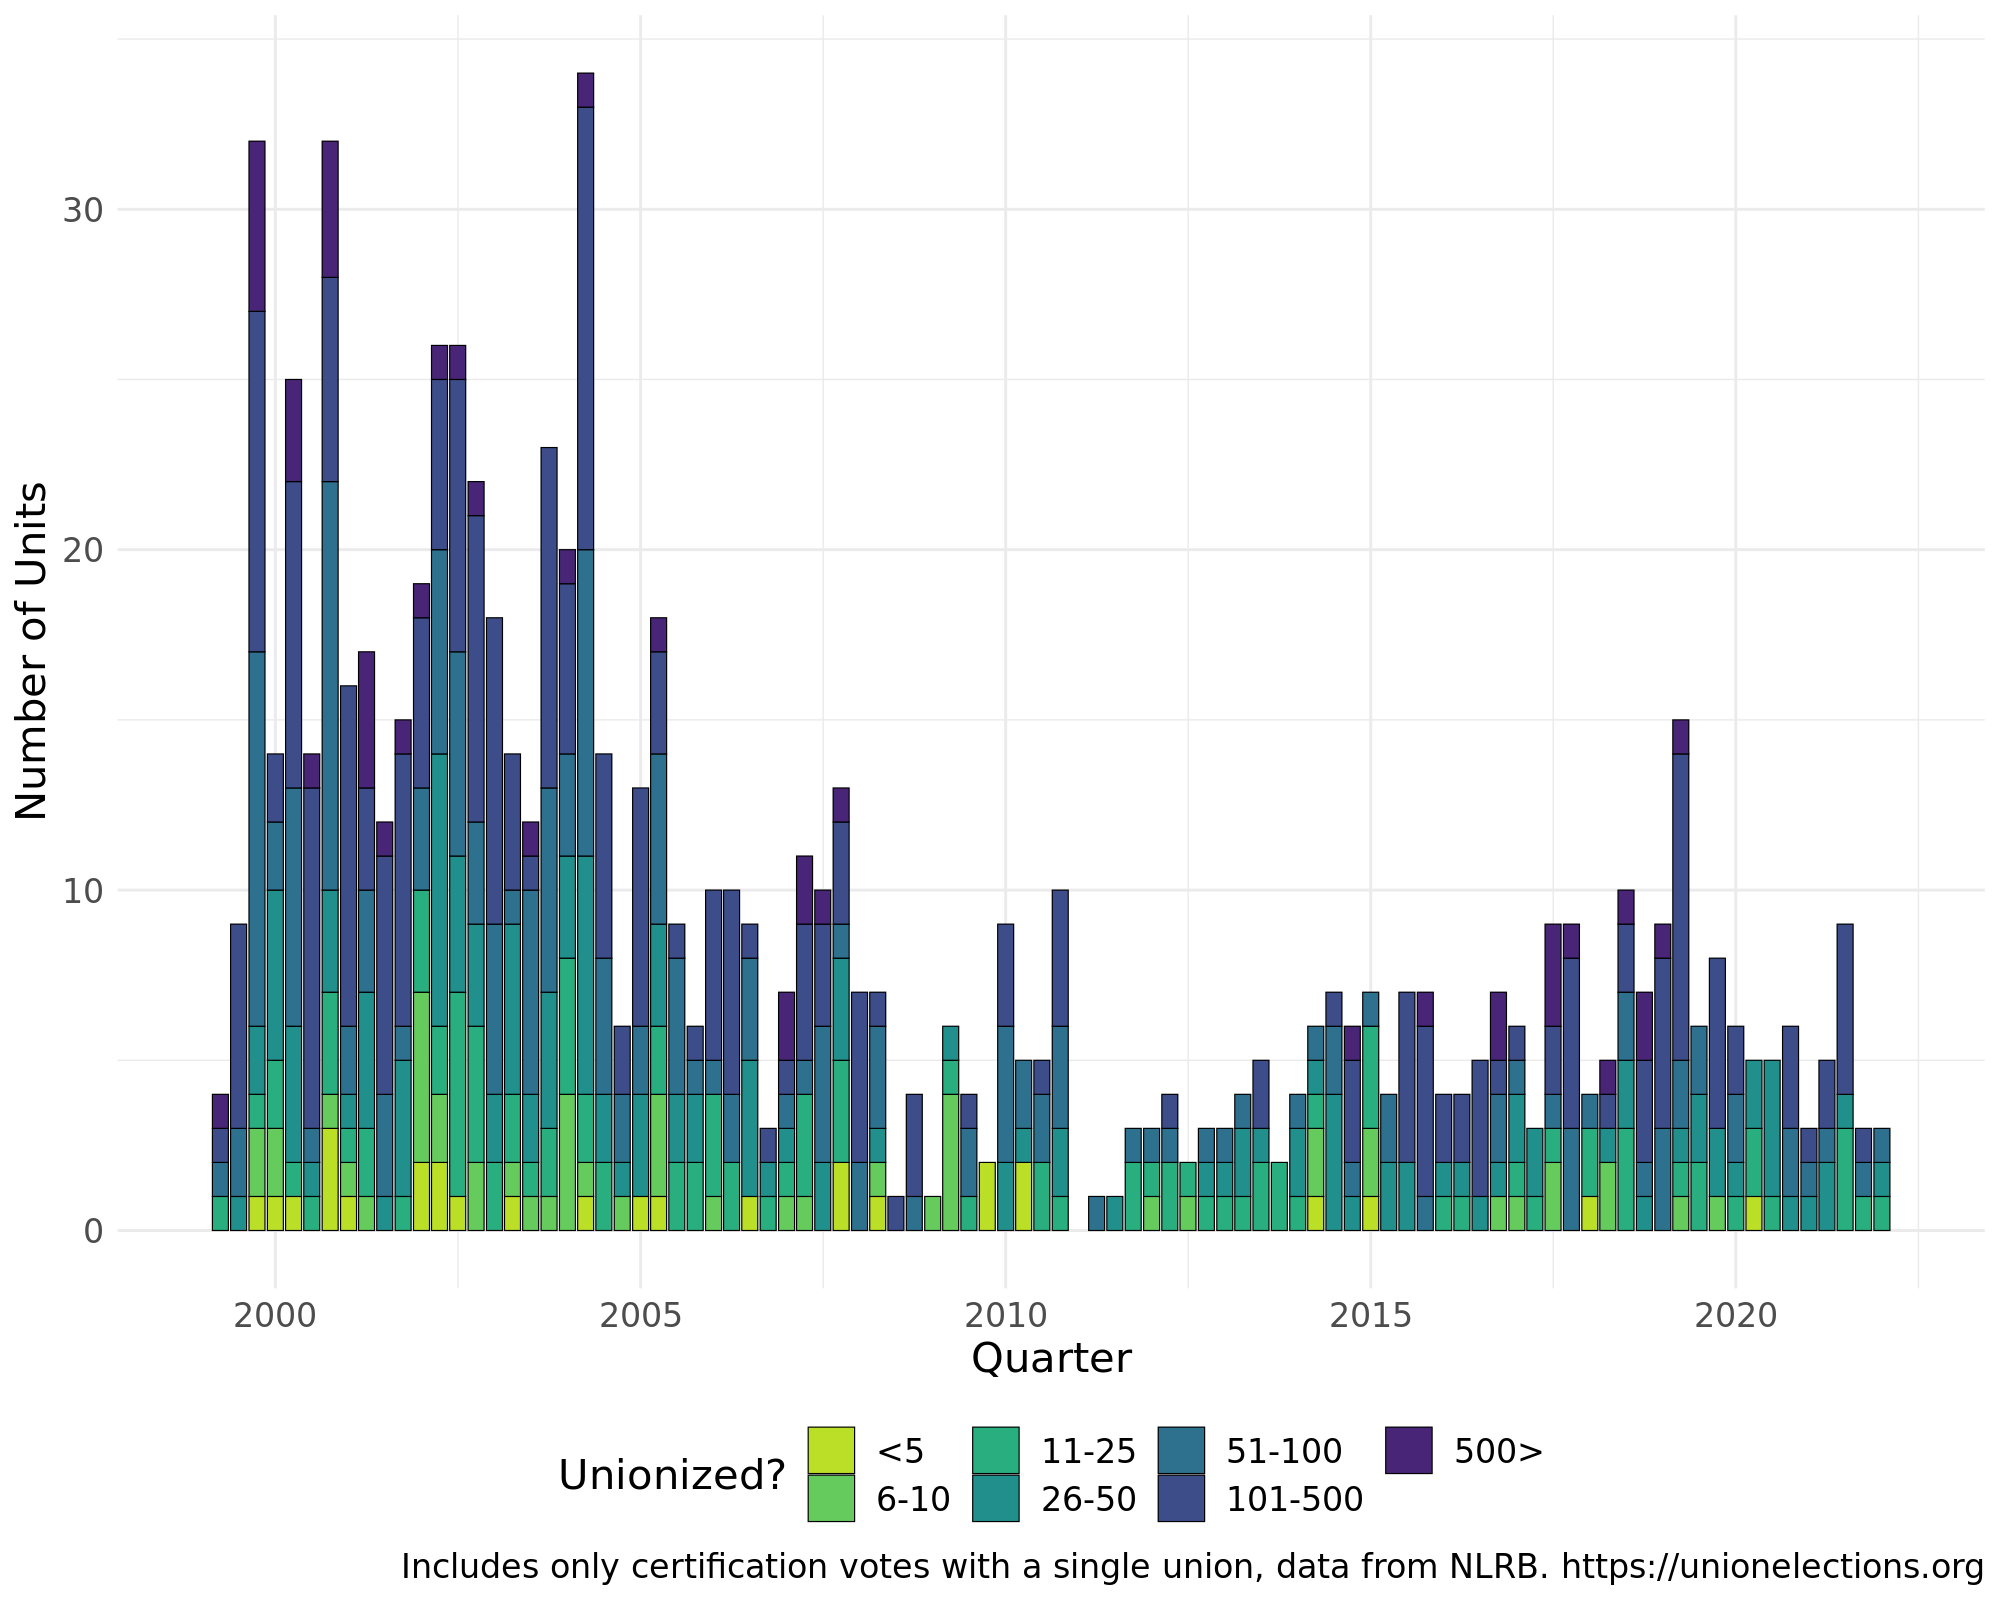 30
20
10
0
Number of Units
2000 2005 2010 2015 2020
Quarter
Unionized?
<5 11-25 51-100 500>
6-10 26-50 101-500
Includes only certification votes with a single union, data from NLRB. https://unionelections.org